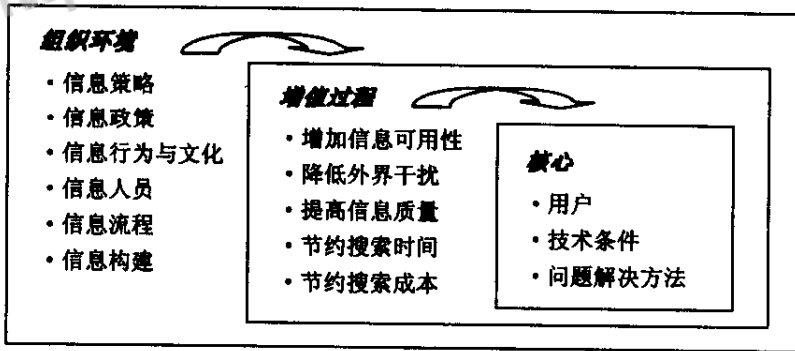 组织环境
・信息策略
・信息政策
・信息行为与文化
・信息人员
・信息流程
・信息构建
增值过程
・增加信息可用性
・降低外界干扰
・提高信息质量
・节约搜索时间
・节约搜索成本
核心
・用户
・技术条件
・问题解决方法